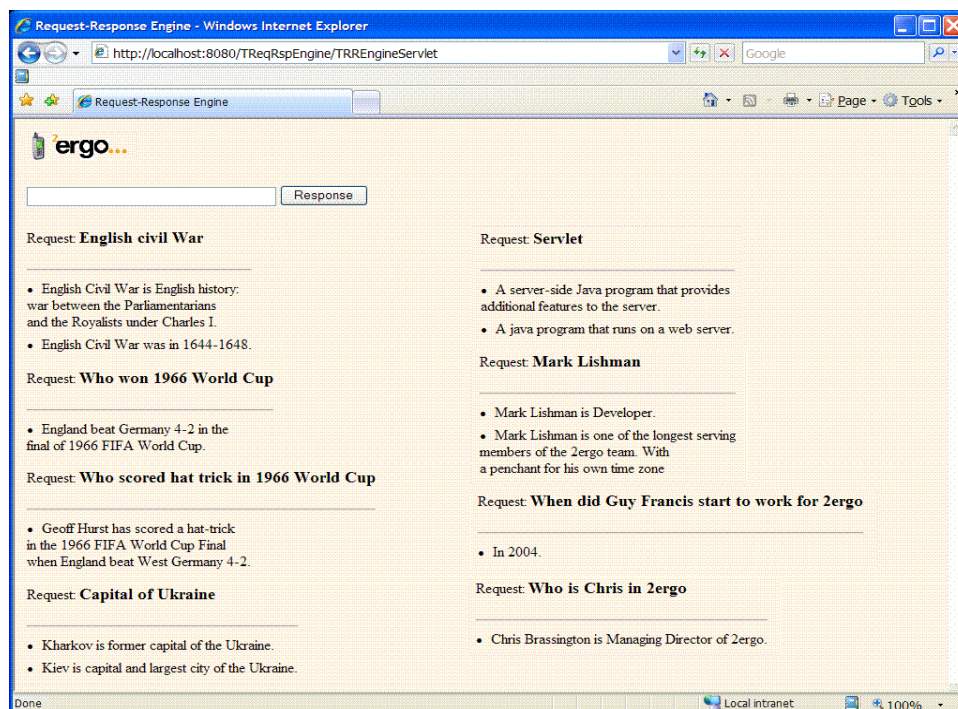 Request-Response Engine - Windows Internet Explorer
http://localhost:8080/TReqRspEngine/TRREngineServlet
Google
Request-Response Engine
Page
Tools
2ergo...
Response
Request: English civil War
• English Civil War is English history:
war between the Parliamentarians
and the Royalists under Charles I.
• English Civil War was in 1644-1648.
Request: Who won 1966 World Cup
• England beat Germany 4-2 in the
final of 1966 FIFA World Cup.
Request: Who scored hat trick in 1966 World Cup
• Geoff Hurst has scored a hat-trick
in the 1966 FIFA World Cup Final
when England beat West Germany 4-2.
Request: Capital of Ukraine
• Kharkov is former capital of the Ukraine.
• Kiev is capital and largest city of the Ukraine.
Request: Servlet
• A server-side Java program that provides
additional features to the server.
• A java program that runs on a web server.
Request: Mark Lishman
• Mark Lishman is Developer.
• Mark Lishman is one of the longest serving
members of the 2ergo team. With
a penchant for his own time zone
Request: When did Guy Francis start to work for 2ergo
• In 2004.
Request: Who is Chris in 2ergo
• Chris Brassington is Managing Director of 2ergo.
Done
Local intranet
100%